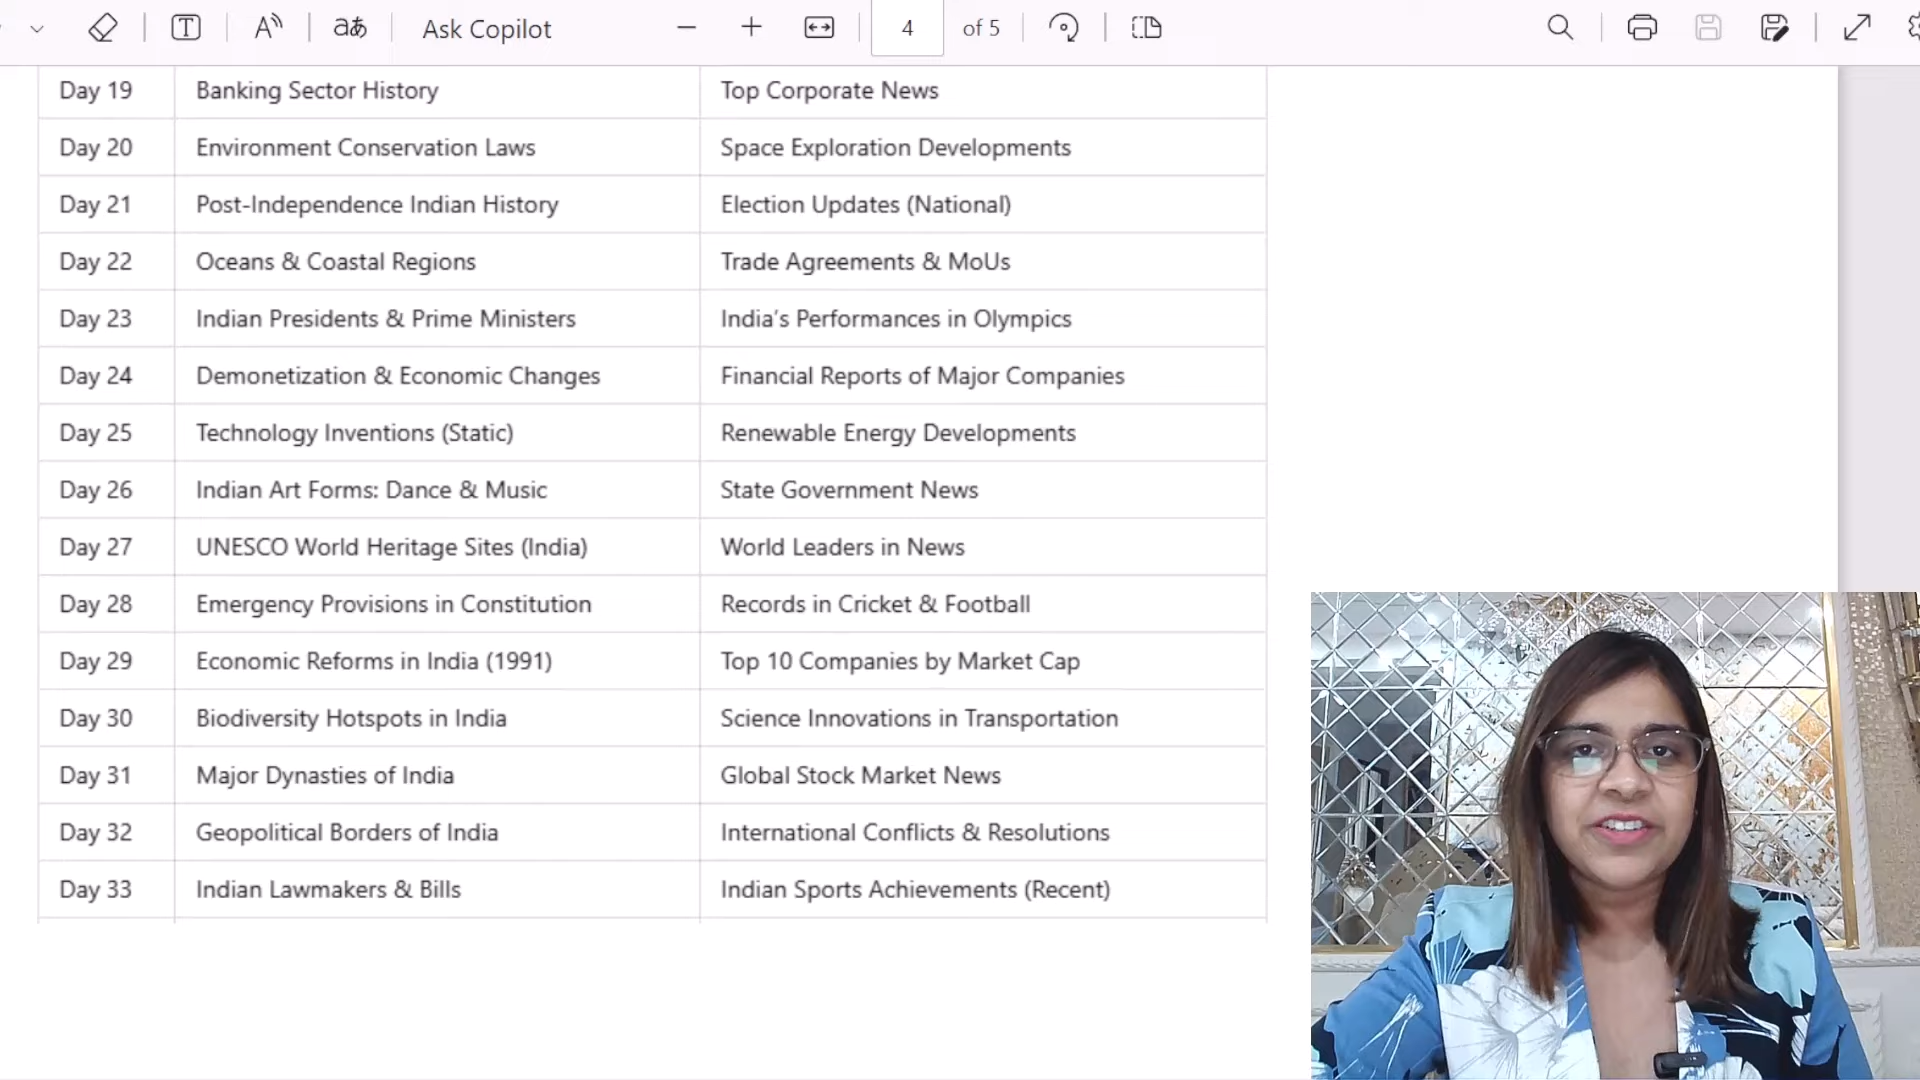 Ask Copilot 4 of 5
Day 19 Banking Sector History Top Corporate News
Day 20 Environment Conservation Laws Space Exploration Developments
Day 21 Post-Independence Indian History Election Updates (National)
Day 22 Oceans & Coastal Regions Trade Agreements & MoUs
Day 23 Indian Presidents & Prime Ministers India’s Performances in Olympics
Day 24 Demonetization & Economic Changes Financial Reports of Major Companies
Day 25 Technology Inventions (Static) Renewable Energy Developments
Day 26 Indian Art Forms: Dance & Music State Government News
Day 27 UNESCO World Heritage Sites (India) World Leaders in News
Day 28 Emergency Provisions in Constitution Records in Cricket & Football
Day 29 Economic Reforms in India (1991) Top 10 Companies by Market Cap
Day 30 Biodiversity Hotspots in India Science Innovations in Transportation
Day 31 Major Dynasties of India Global Stock Market News
Day 32 Geopolitical Borders of India International Conflicts & Resolutions
Day 33 Indian Lawmakers & Bills Indian Sports Achievements (Recent)